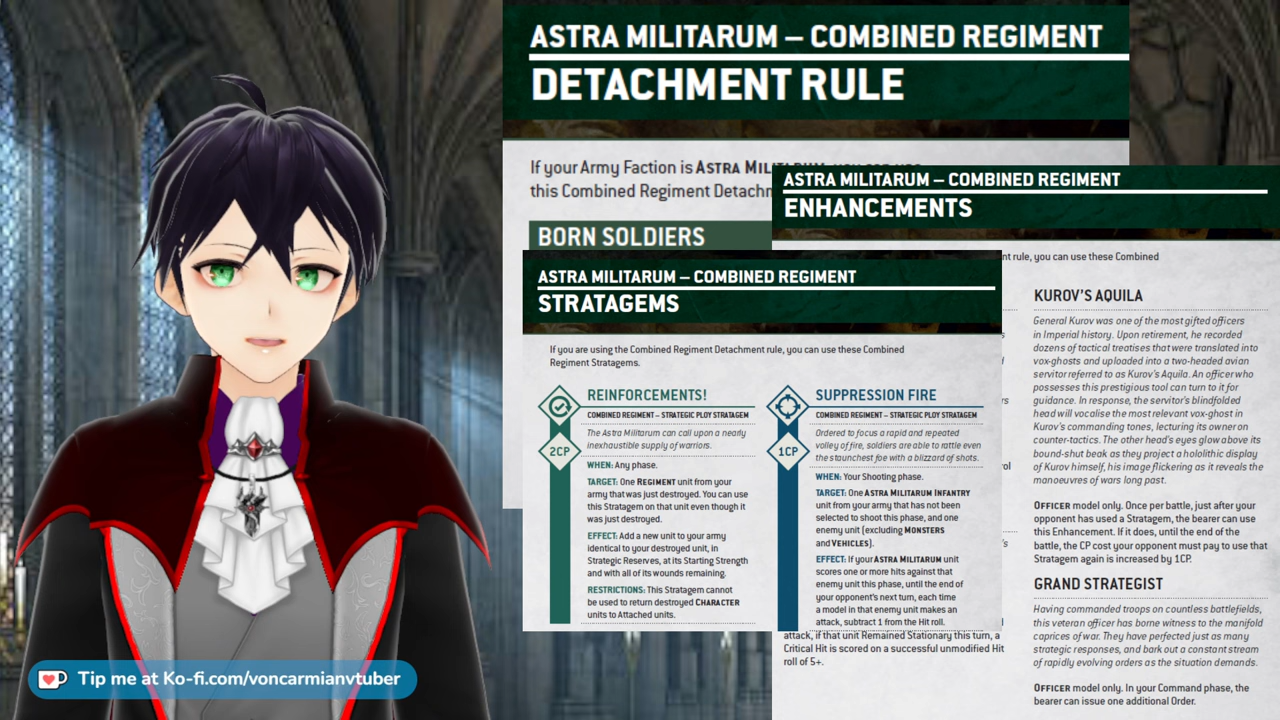 ASTRA MILITARUM – COMBINED REGIMENT
DETACHMENT RULE
If your Army Faction is ASTRA MILITARUM, you can use
this Combined Regiment
BORN SOLDIERS
ASTRA MILITARUM – COMBINED REGIMENT
STRATAGEMS
If you are using the Combined Regiment Detachment rule, you can use these Combined
Regiment Stratagems.
REINFORCEMENTS!
COMBINED REGIMENT – STRATEGIC PLOY STRATAGEM
The Astra Militarum can call upon a nearly
inexhaustible supply of warriors.
2CP
WHEN: Any phase.
TARGET: One REGIMENT unit from your
army that was just destroyed. You can use
this Stratagem on that unit even though it
was just destroyed.
EFFECT: Add a new unit to your army
identical to your destroyed unit, in
Strategic Reserves, at its Starting Strength
and with all of its wounds remaining.
RESTRICTIONS: This Stratagem cannot
be used to return destroyed CHARACTER
units to Attached units.
SUPPRESSION FIRE
COMBINED REGIMENT – STRATEGIC PLOY STRATAGEM
Ordered to focus a rapid and repeated
volley of fire, soldiers are able to rattle even
the staunchest foe with a blizzard of shots.
1CP
WHEN: Your Shooting phase.
TARGET: One ASTRA MILITARUM INFANTRY
unit from your army that has not been
selected to shoot this phase, and one
enemy unit (excluding MONSTERS
and VEHICLES).
EFFECT: If your ASTRA MILITARUM unit
scores one or more hits against that
enemy unit this phase, until the end of
your opponent's next turn, each time
a model in that enemy unit makes an
attack, subtract 1 from the Hit roll.
ASTRA MILITARUM – COMBINED REGIMENT
ENHANCEMENTS
rule, you can use these Combined
attack, if that unit Remained Stationary this turn, a
Critical Hit is scored on a successful unmodified Hit
roll of 5+.
KUROV'S AQUILA
General Kurov was one of the most gifted officers
in Imperial history. Upon retirement, he recorded
dozens of tactical treatises that were translated into
vox-ghosts and uploaded into a two-headed avian
servitor referred to as Kurov's Aquila. An officer who
possesses this prestigious tool can turn to it for
guidance. In response, the servitor's blindfolded
head will vocalise the most relevant vox-ghost in
Kurov's commanding tones, lecturing its owner on
counter-tactics. The other head's eyes glow above its
bound-shut beak as they project a hololithic display
of Kurov himself, his image flickering as it reveals the
manoeuvres of wars long past.
OFFICER model only. Once per battle, just after your
opponent has used a Stratagem, the bearer can use
this Enhancement. If it does, until the end of the
battle, the CP cost your opponent must pay to use that
Stratagem again is increased by 1CP.
GRAND STRATEGIST
Having commanded troops on countless battlefields,
this veteran officer has borne witness to the manifold
caprices of war. They have perfected just as many
strategic responses, and bark out a constant stream
of rapidly evolving orders as the situation demands.
OFFICER model only. In your Command phase, the
bearer can issue one additional Order.
Tip me at Ko-fi.com/voncarmianvtuber